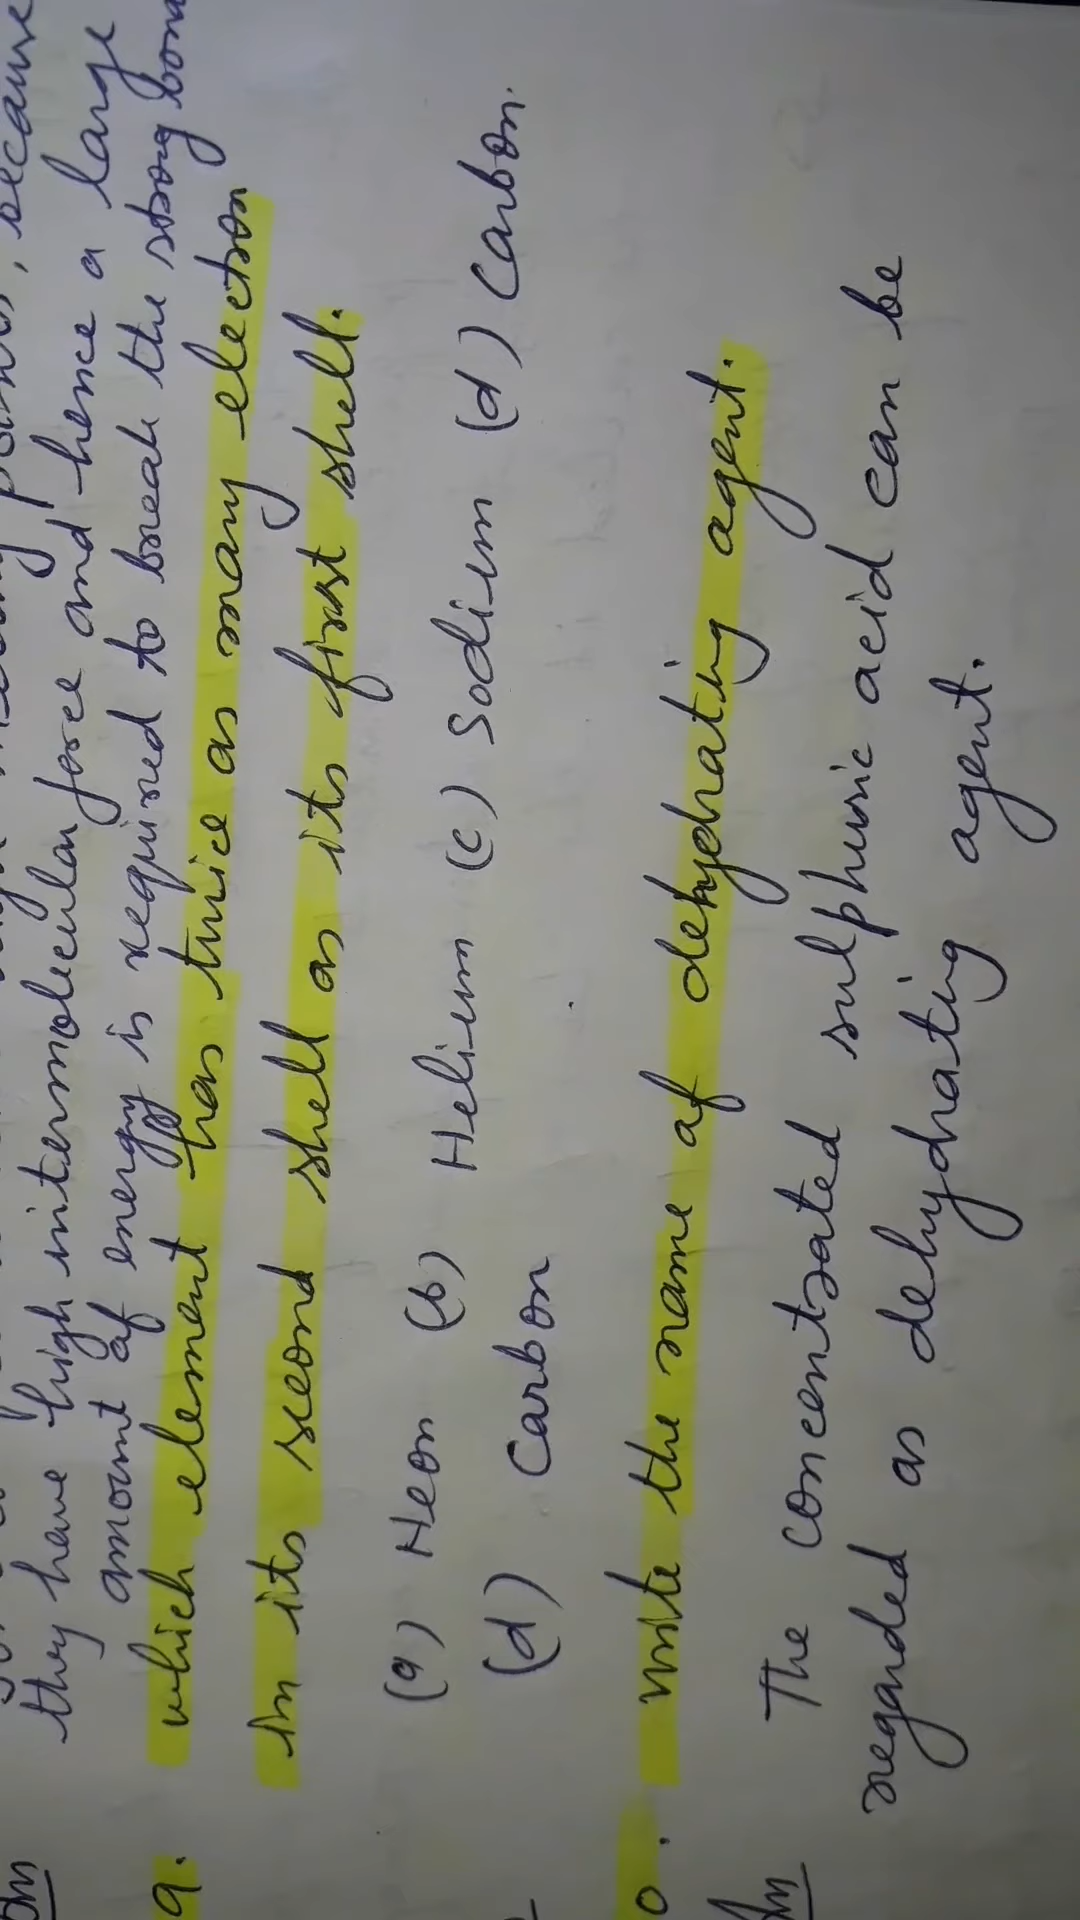 they have high intermolecular force and hence a large
amount of energy is required to break the strong bond
9. which element has twice as many electron
in its second shell as its first shell.
(a) Neon (b) Helium (c) Sodium (d) Carbon.
(d) Carbon
0. write the name of dehydrating agent.
Ans The concentrated sulphuric acid can be
regarded as dehydrating agent.